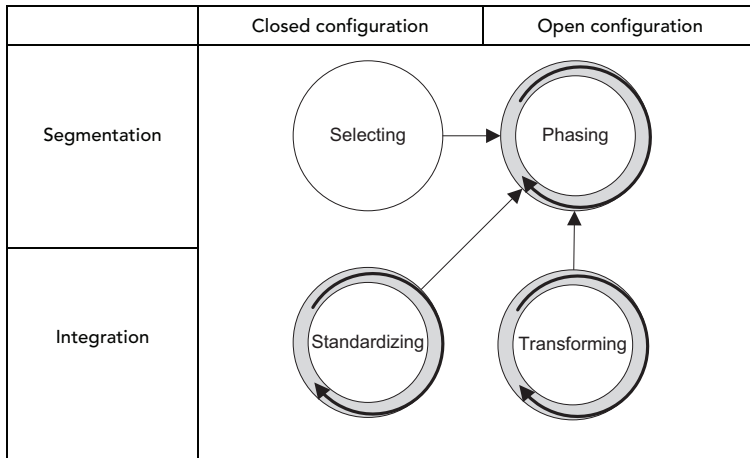 Closed configuration
Open configuration
Segmentation
Selecting
Phasing
Integration
Standardizing
Transforming